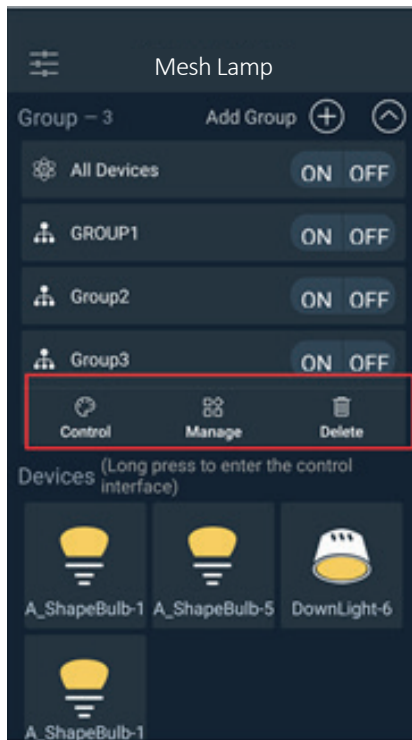 Mesh Lamp
Group – 3 Add Group
All Devices ON OFF
GROUP1 ON OFF
Group2 ON OFF
Group3 ON OFF
Control Manage Delete
Devices (Long press to enter the control
interface)
A_ShapeBulb-1 A_ShapeBulb-5 DownLight-6
A_ShapeBulb-1